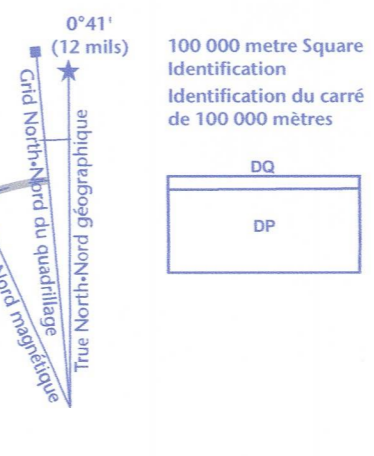 0°41'
(12 mils)
Grid North•Nord du quadrillage
True North•Nord géographique
Nord magnétique
100 000 metre Square
Identification
Identification du carré
de 100 000 mètres
DQ
DP